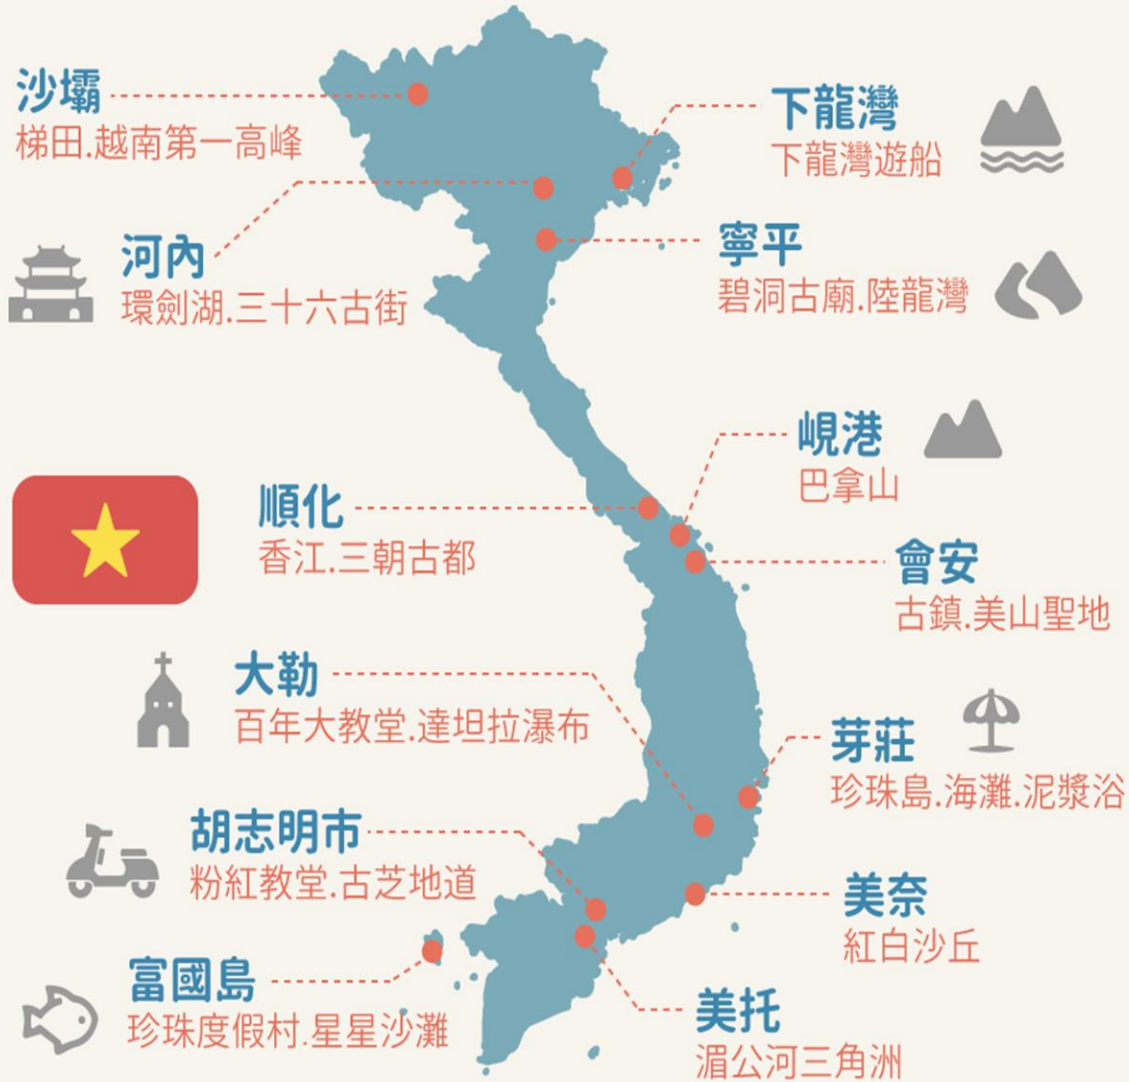 沙壩
梯田.越南第一高峰
下龍灣
下龍灣遊船
河內
環劍湖.三十六古街
寧平
碧洞古廟.陸龍灣
峴港
巴拿山
順化
香江.三朝古都
會安
古鎮.美山聖地
大勒
百年大教堂.達坦拉瀑布
芽莊
珍珠島.海灘.泥漿浴
胡志明市
粉紅教堂.古芝地道
美奈
紅白沙丘
富國島
珍珠度假村.星星沙灘
美托
湄公河三角洲